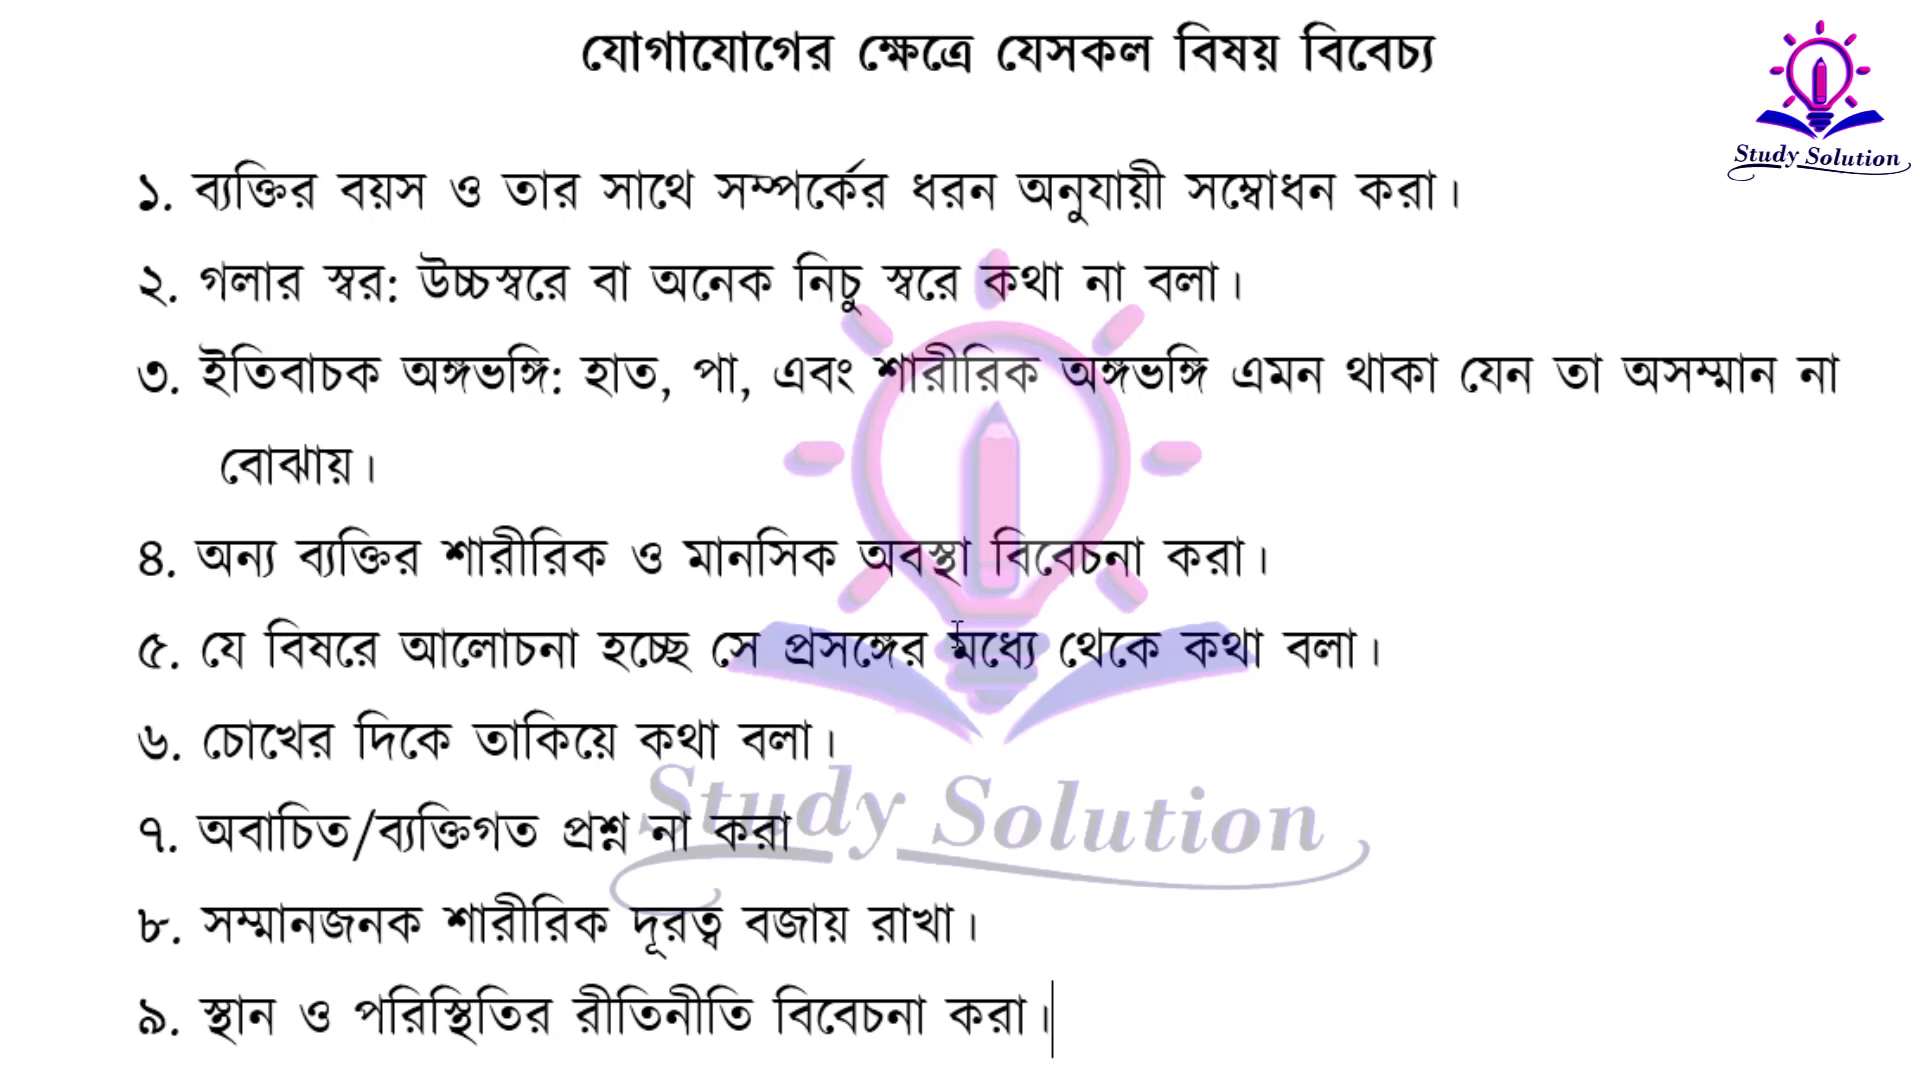 যোগাযোগের ক্ষেত্রে যেসকল বিষয় বিবেচ্য
Study Solution
১. ব্যক্তির বয়স ও তার সাথে সম্পর্কের ধরন অনুযায়ী সম্বোধন করা।
২. গলার স্বর: উচ্চস্বরে বা অনেক নিচু স্বরে কথা না বলা।
৩. ইতিবাচক অঙ্গভঙ্গি: হাত, পা, এবং শারীরিক অঙ্গভঙ্গি এমন থাকা যেন তা অসম্মান না
বোঝায়।
৪. অন্য ব্যক্তির শারীরিক ও মানসিক অবস্থা বিবেচনা করা।
৫. যে বিষরে আলোচনা হচ্ছে সে প্রসঙ্গের মধ্যে থেকে কথা বলা।
৬. চোখের দিকে তাকিয়ে কথা বলা।
Study Solution
৭. অবাচিত/ব্যক্তিগত প্রশ্ন না করা
৮. সম্মানজনক শারীরিক দূরত্ব বজায় রাখা।
৯. স্থান ও পরিস্থিতির রীতিনীতি বিবেচনা করা।